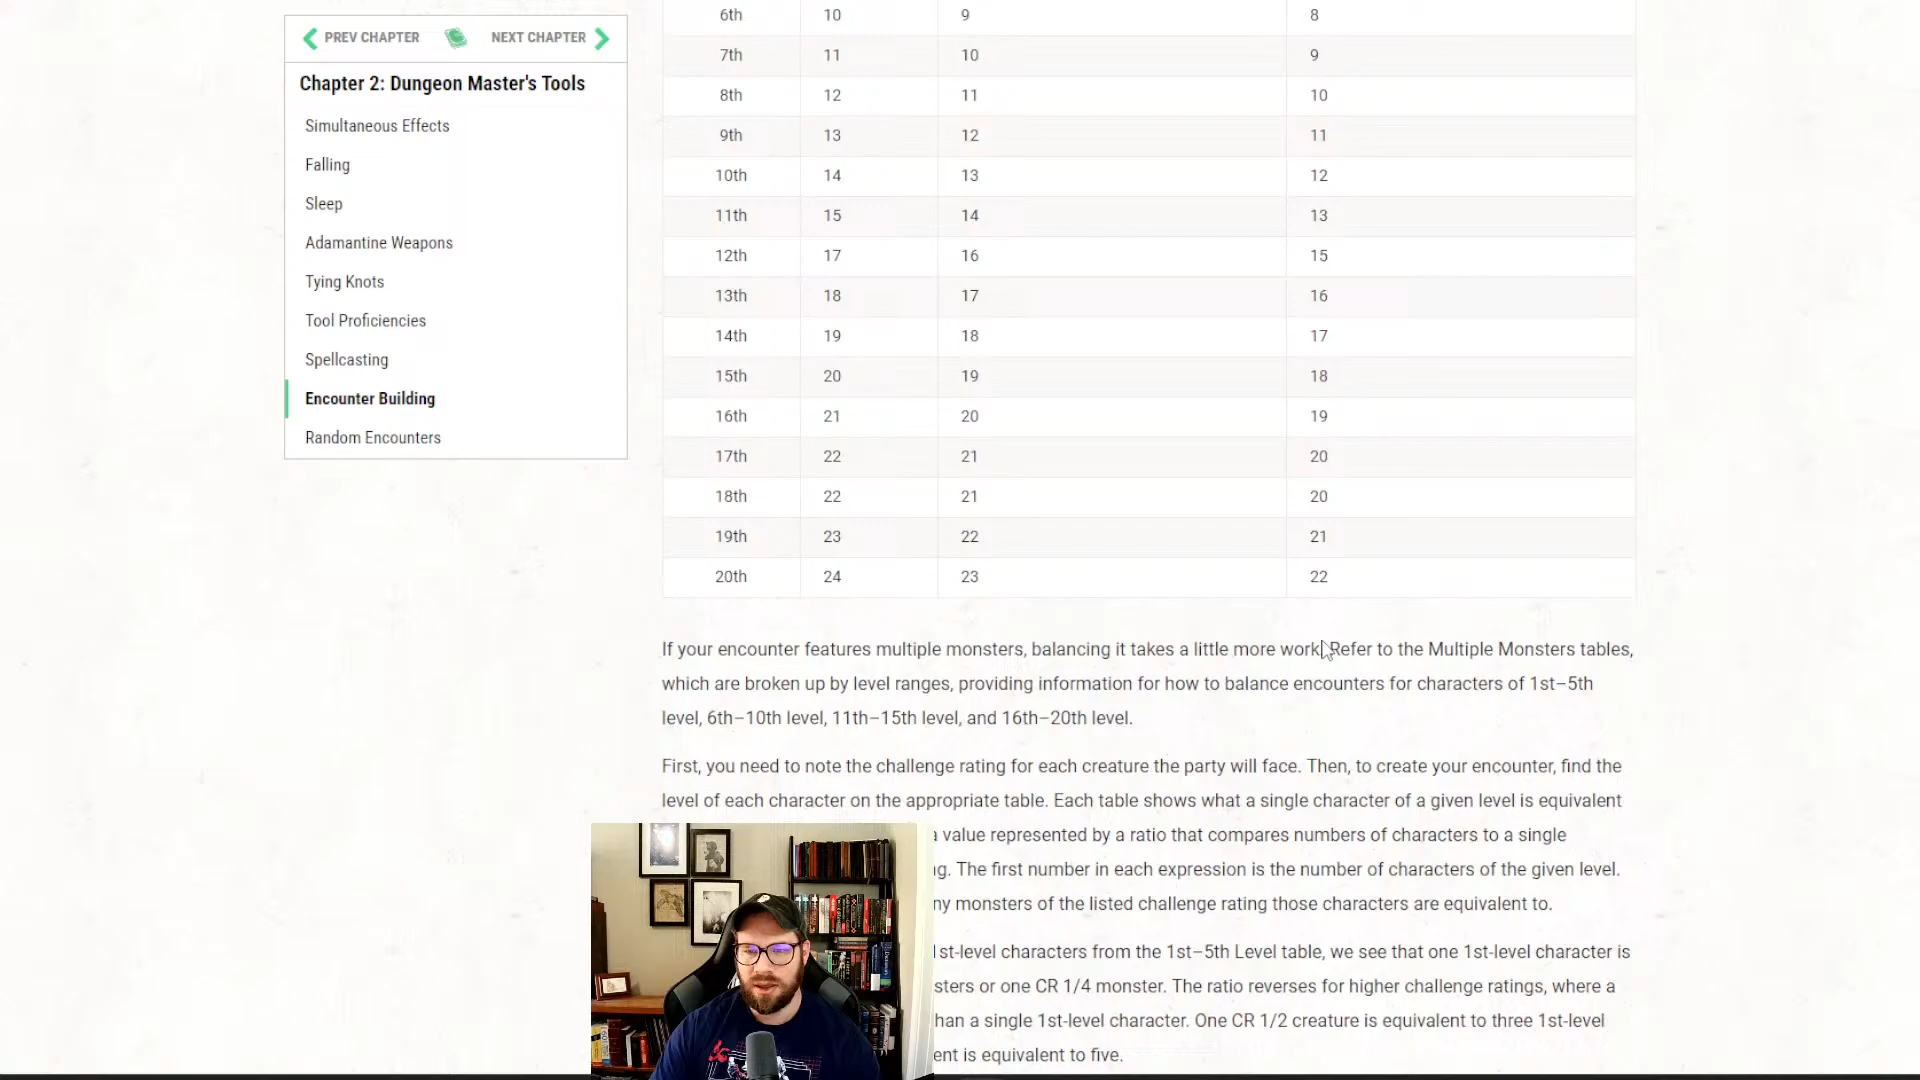 PREV CHAPTER NEXT CHAPTER
Chapter 2: Dungeon Master's Tools
Simultaneous Effects
Falling
Sleep
Adamantine Weapons
Tying Knots
Tool Proficiencies
Spellcasting
Encounter Building
Random Encounters
6th 10 9 8
7th 11 10 9
8th 12 11 10
9th 13 12 11
10th 14 13 12
11th 15 14 13
12th 17 16 15
13th 18 17 16
14th 19 18 17
15th 20 19 18
16th 21 20 19
17th 22 21 20
18th 22 21 20
19th 23 22 21
20th 24 23 22
If your encounter features multiple monsters, balancing it takes a little more work. Refer to the Multiple Monsters tables,
which are broken up by level ranges, providing information for how to balance encounters for characters of 1st–5th
level, 6th–10th level, 11th–15th level, and 16th–20th level.
First, you need to note the challenge rating for each creature the party will face. Then, to create your encounter, find the
level of each character on the appropriate table. Each table shows what a single character of a given level is equivalent
a value represented by a ratio that compares numbers of characters to a single
The first number in each expression is the number of characters of the given level.
monsters of the listed challenge rating those characters are equivalent to.
1st-level characters from the 1st–5th Level table, we see that one 1st-level character is
or one CR 1/4 monster. The ratio reverses for higher challenge ratings, where a
than a single 1st-level character. One CR 1/2 creature is equivalent to three 1st-level
is equivalent to five.